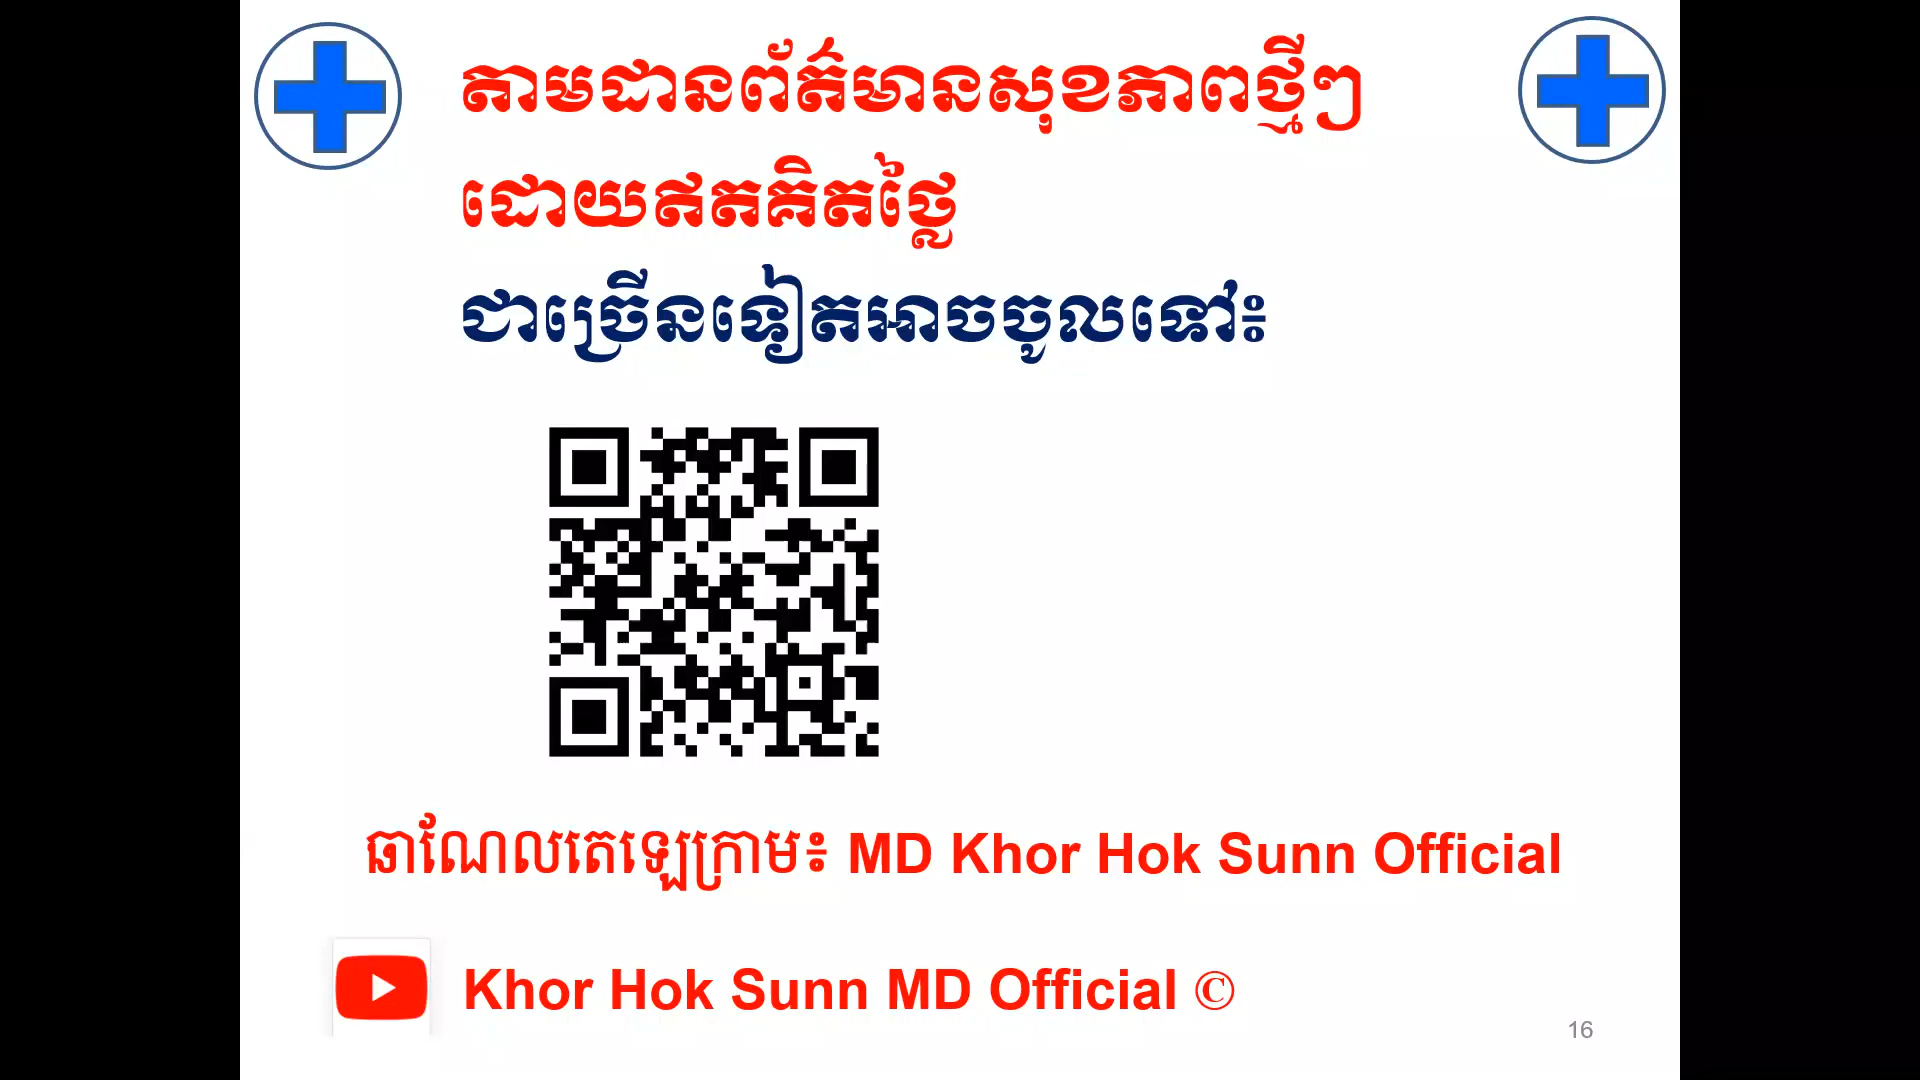 តាមដានព័ត៌មានសុខភាពថ្មីៗ
ដោយឥតគិតថ្លៃ
ជាច្រើនទៀតអាចចូលទៅ៖
ឆាណែលតេឡេក្រាម៖ MD Khor Hok Sunn Official
Khor Hok Sunn MD Official ©
16